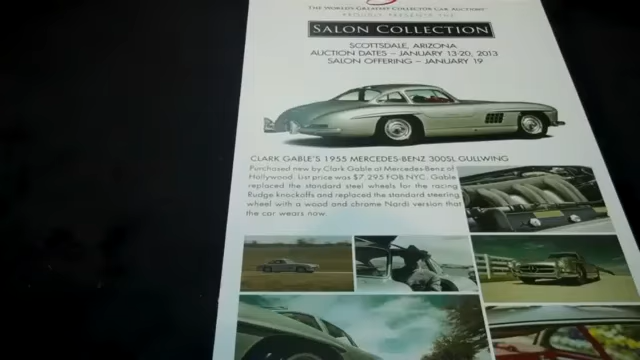 THE WORLD'S GREATEST COLLECTOR CAR AUCTIONS
PROUDLY PRESENTS THE
SALON COLLECTION
SCOTTSDALE, ARIZONA
AUCTION DATES – JANUARY 13-20, 2013
SALON OFFERING – JANUARY 19
CLARK GABLE'S 1955 MERCEDES-BENZ 300SL GULLWING
Purchased new by Clark Gable at Mercedes-Benz of
Hollywood. List price was $7,295 FOB NYC. Gable
replaced the standard steel wheels for the racing
Rudge knockoffs and replaced the standard steering
wheel with a wood and chrome Nardi version that
the car wears now.